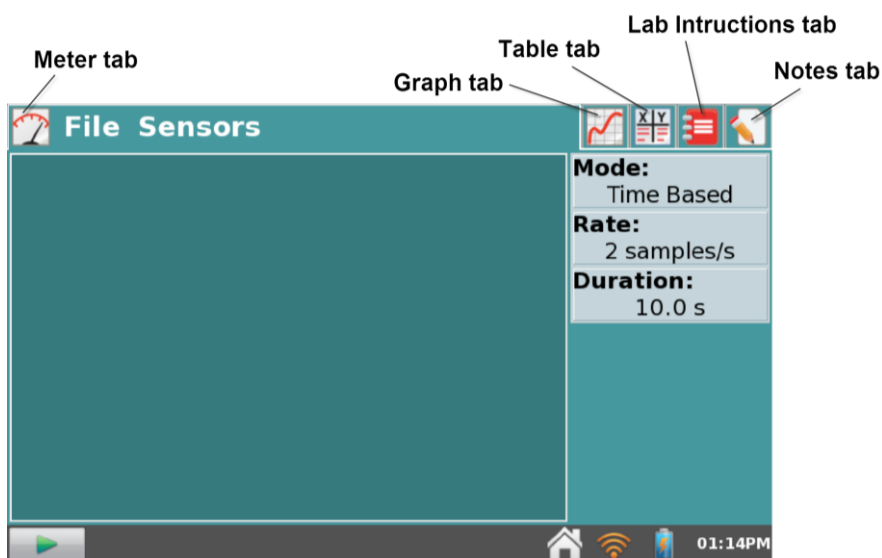 Lab Intructions tab
Table tab
Meter tab
Notes tab
Graph tab
File Sensors
X Y
Mode:
Time Based
Rate:
2 samples/s
Duration:
10.0 s
01:14PM